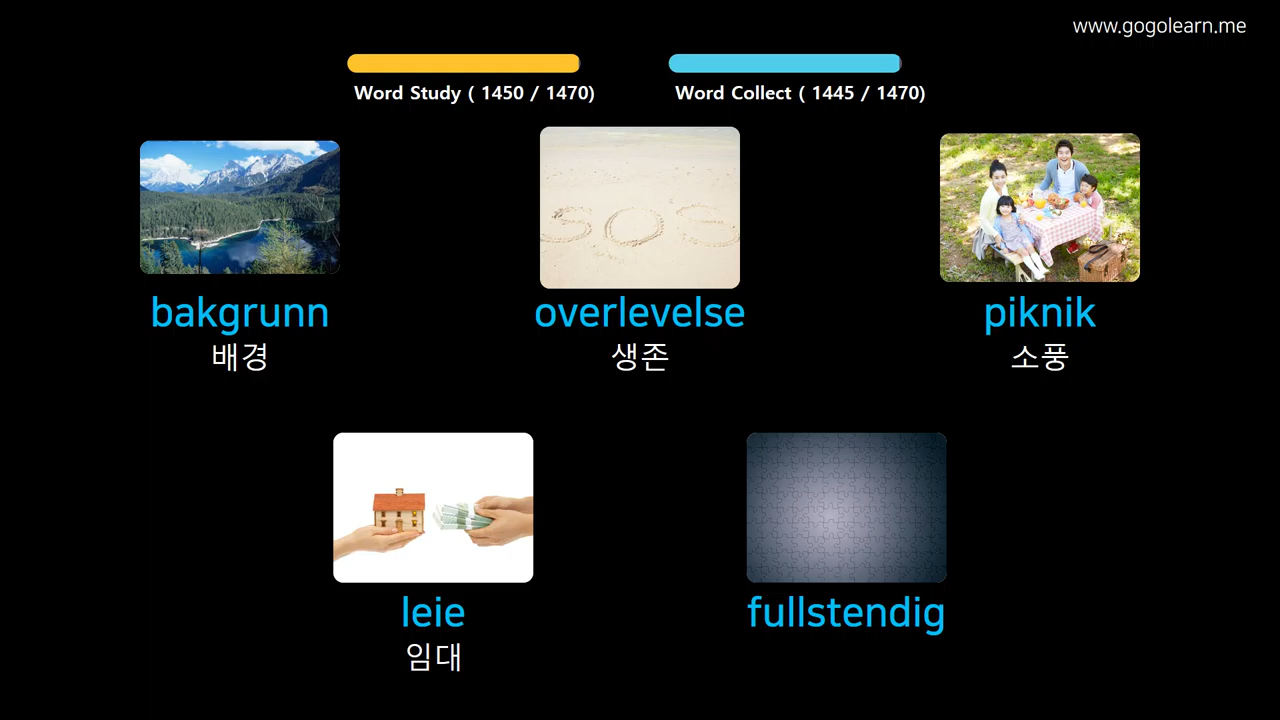 www.gogolearn.me
Word Study ( 1450 / 1470)
Word Collect ( 1445 / 1470)
SOS
bakgrunn
배경
overlevelse
생존
piknik
소풍
leie
임대
fullstendig